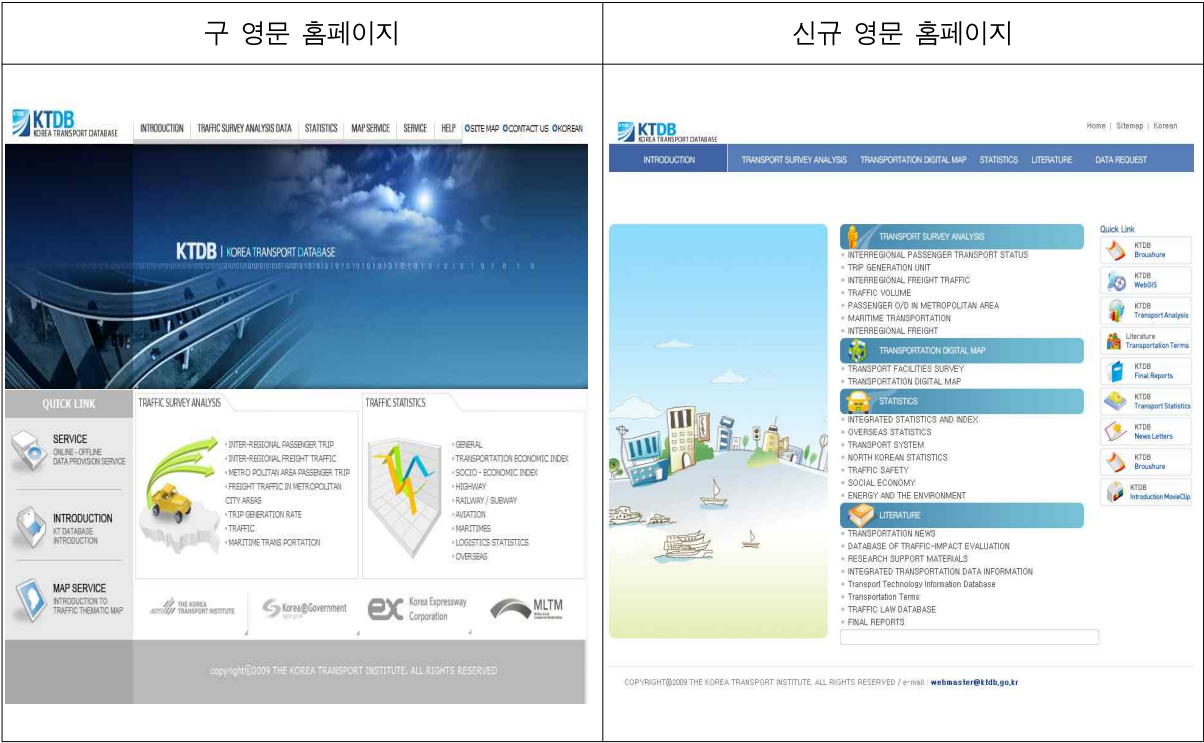 구 영문 홈페이지
신규 영문 홈페이지
KTDB
KOREA TRANSPORT DATABASE
INTRODUCTION TRAFFIC SURVEY ANALYSIS DATA STATISTICS MAP SERVICE SERVICE HELP SITE MAP CONTACT US KOREAN
KTDB KOREA TRANSPORT DATABASE
QUICK LINK
SERVICE
ONLINE - OFFLINE
DATA PROVISION SERVICE
INTRODUCTION
KT DATABASE
INTRODUCTION
MAP SERVICE
INTRODUCTION TO
TRAFFIC THEMATIC MAP
TRAFFIC SURVEY ANALYSIS
INTER-REGIONAL PASSENGER TRIP
INTER-REGIONAL FREIGHT TRAFFIC
METRO POLITAN AREA PASSENGER TRIP
FREIGHT TRAFFIC IN METROPOLITAN
CITY AREAS
TRIP GENERATION RATE
TRAFFIC
MARITIME TRANS PORTATION
TRAFFIC STATISTICS
GENERAL
TRANSPORTATION ECONOMIC INDEX
SOCIO - ECONOMIC INDEX
HIGHWAY
RAILWAY / SUBWAY
AVIATION
MARITIMES
LOGISTICS STATISTICS
OVERSEAS
THE KOREA
TRANSPORT INSTITUTE
Korea@Government
ex Korea Expressway
Corporation
MLTM
copyright©2009 THE KOREA TRANSPORT INSTITUTE. ALL RIGHTS RESERVED
KTDB
KOREA TRANSPORT DATABASE
Home | Sitemap | Korean
INTRODUCTION TRANSPORT SURVEY ANALYSIS TRANSPORTATION DIGITAL MAP STATISTICS LITERATURE DATA REQUEST
TRANSPORT SURVEY ANALYSIS
INTERREGIONAL PASSENGER TRANSPORT STATUS
TRIP GENERATION UNIT
INTERREGIONAL FREIGHT TRAFFIC
TRAFFIC VOLUME
PASSENGER O/D IN METROPOLITAN AREA
MARITIME TRANSPORTATION
INTERREGIONAL FREIGHT
TRANSPORTATION DIGITAL MAP
TRANSPORT FACILITIES SURVEY
TRANSPORTATION DIGITAL MAP
STATISTICS
INTEGRATED STATISTICS AND INDEX
OVERSEAS STATISTICS
TRANSPORT SYSTEM
NORTH KOREAN STATISTICS
TRAFFIC SAFETY
SOCIAL ECONOMY
ENERGY AND THE ENVIRONMENT
LITERATURE
TRANSPORTATION NEWS
DATABASE OF TRAFFIC-IMPACT EVALUATION
RESEARCH SUPPORT MATERIALS
INTEGRATED TRANSPORTATION DATA INFORMATION
Transport Technology Information Database
Transportation Terms
TRAFFIC LAW DATABASE
FINAL REPORTS
Quick Link
KTDB
Broushure
KTDB
WebGIS
KTDB
Transport Analysis
Literature
Transportation Terms
KTDB
Final Reports
KTDB
Transport Statistics
KTDB
News Letters
KTDB
Broushure
KTDB
Introduction MovieClip
COPYRIGHT©2009 THE KOREA TRANSPORT INSTITUTE, ALL RIGHTS RESERVED / e-mail : webmaster@ktdb.go.kr